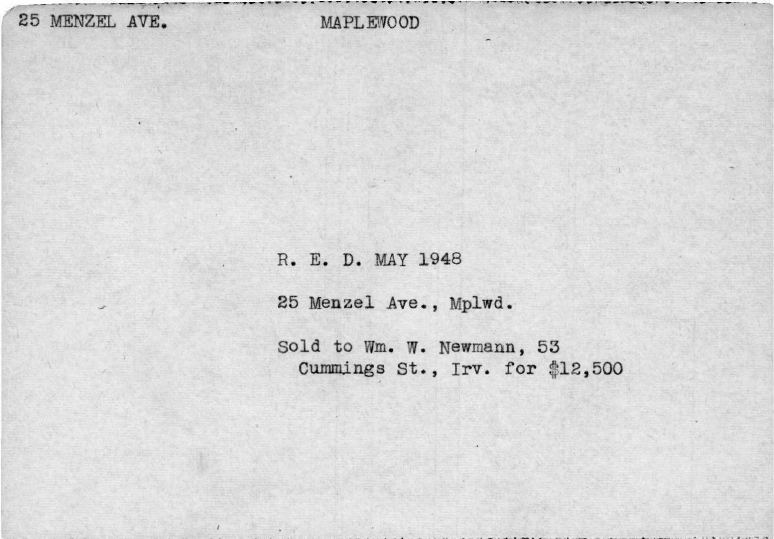 25 MENZEL AVE. MAPLEWOOD
R. E. D. MAY 1948
25 Menzel Ave., Mplwd.
Sold to Wm. W. Newmann, 53
Cummings St., Irv. for $12,500